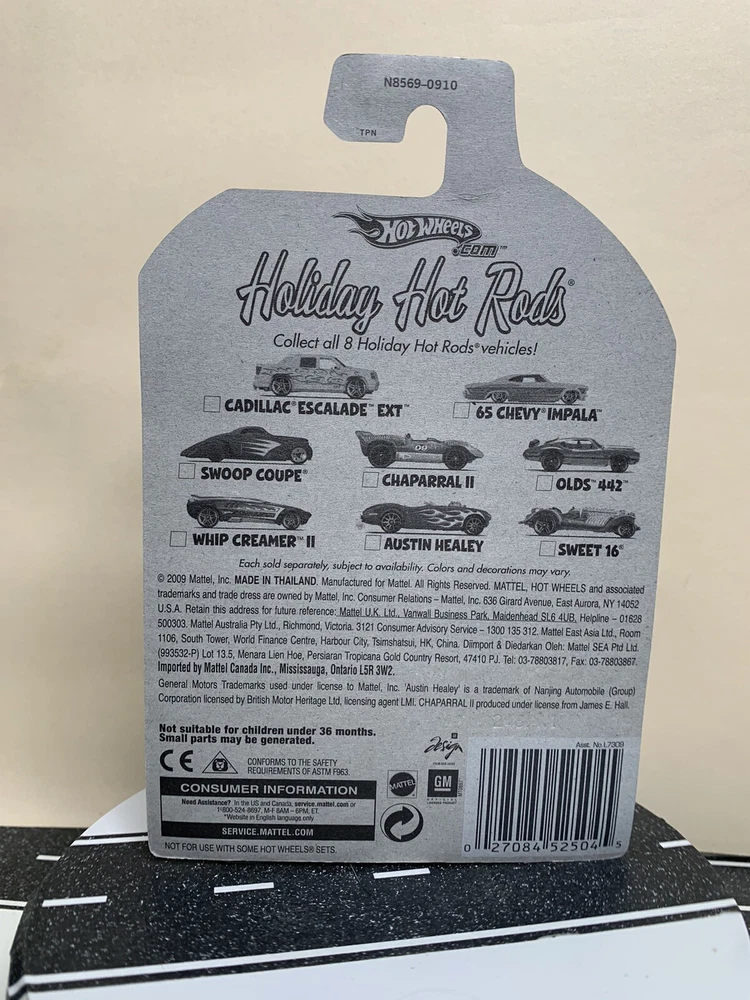 N8569-0910
TPN
HOT WHEELS
.COM™
Holiday Hot Rods®
Collect all 8 Holiday Hot Rods® vehicles!
CADILLAC® ESCALADE™ EXT™
'65 CHEVY® IMPALA™
SWOOP COUPE®
CHAPARRAL II
OLDS™ 442™
WHIP CREAMER™ II
AUSTIN HEALEY
SWEET 16®
Each sold separately, subject to availability. Colors and decorations may vary.
© 2009 Mattel, Inc. MADE IN THAILAND. Manufactured for Mattel. All Rights Reserved. MATTEL, HOT WHEELS and associated
trademarks and trade dress are owned by Mattel, Inc. Consumer Relations – Mattel, Inc. 636 Girard Avenue, East Aurora, NY 14052
U.S.A. Retain this address for future reference: Mattel U.K. Ltd., Vanwall Business Park, Maidenhead SL6 4UB, Helpline – 01628
500303. Mattel Australia Pty Ltd., Richmond, Victoria. 3121 Consumer Advisory Service – 1300 135 312. Mattel East Asia Ltd., Room
1106, South Tower, World Finance Centre, Harbour City, Tsimshatsui, HK, China. Diimport & Diedarkan Oleh: Mattel SEA Ptd Ltd.
(993532-P) Lot 13.5, Menara Lien Hoe, Persiaran Tropicana Golf Country Resort, 47410 PJ. Tel: 03-78803817, Fax: 03-78803867.
Imported by Mattel Canada Inc., Mississauga, Ontario L5R 3W2.
General Motors Trademarks used under license to Mattel, Inc. 'Austin Healey' is a trademark of Nanjing Automobile (Group)
Corporation licensed by British Motor Heritage Ltd, licensing agent LMI. CHAPARRAL II produced under license from James E. Hall.
Not suitable for children under 36 months.
Small parts may be generated.
CE
CONFORMS TO THE SAFETY
REQUIREMENTS OF ASTM F963.
Design
MATTEL
GM
Asst. No.L7309
CONSUMER INFORMATION
Need Assistance? In the US and Canada, service.mattel.com or
1-800-524-8697, M-F 8AM – 6PM, ET.
*Website in English language only
SERVICE.MATTEL.COM
NOT FOR USE WITH SOME HOT WHEELS® SETS.
0 27084 52504 5